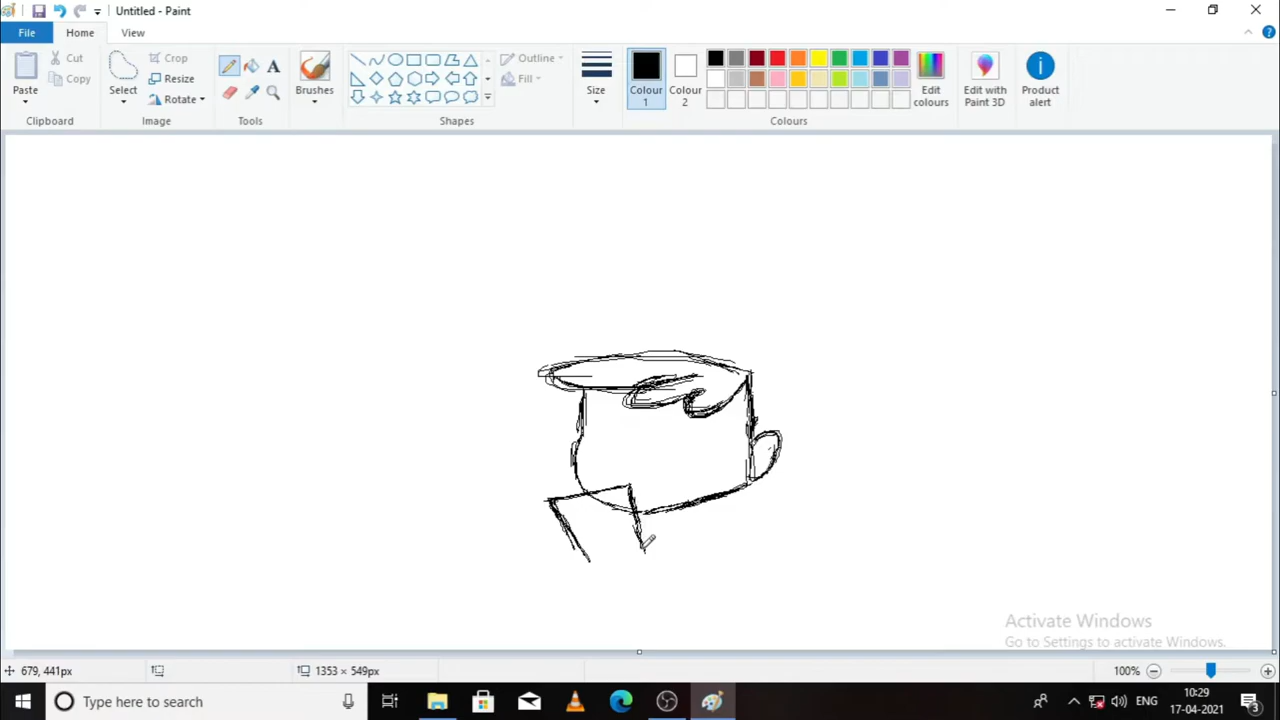 Untitled - Paint
File
Home
View
Paste
Cut
Copy
Clipboard
Select
Crop
Resize
Rotate
Image
A
Tools
Brushes
Shapes
Outline
Fill
Size
Colour
1
Colour
2
Edit
colours
Colours
Edit with
Paint 3D
Product
alert
Activate Windows
Go to Settings to activate Windows.
679, 441px
1353 × 549px
100%
Type here to search
ENG
10:29
17-04-2021
3